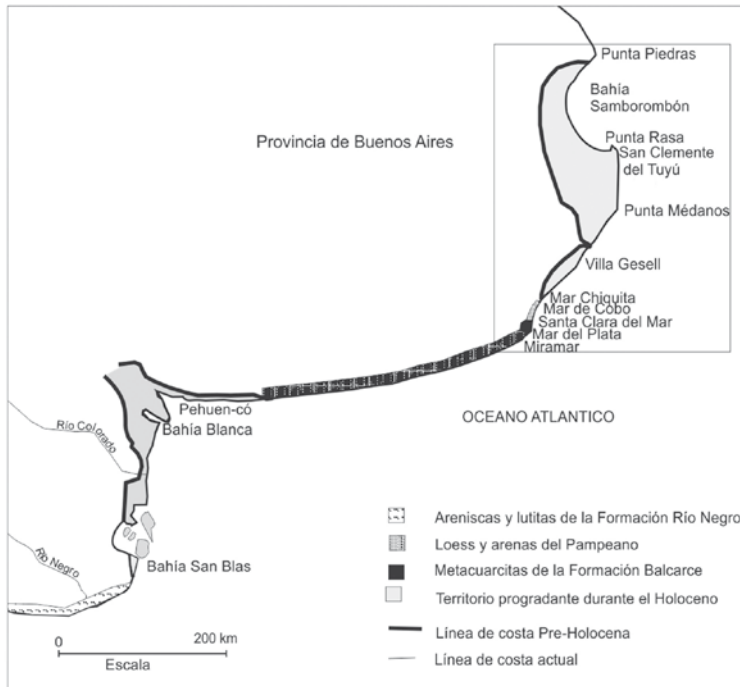 Punta Piedras
Bahía
Samborombón
Provincia de Buenos Aires
Punta Rasa
San Clemente
del Tuyú
Punta Médanos
Villa Gesell
Mar Chiquita
Mar de Cobo
Santa Clara del Mar
Mar del Plata
Miramar
Pehuen-có
Bahía Blanca
OCEANO ATLANTICO
Río Colorado
Río Negro
Bahía San Blas
Areniscas y lutitas de la Formación Río Negro
Loess y arenas del Pampeano
Metacuarcitas de la Formación Balcarce
Territorio progradante durante el Holoceno
Línea de costa Pre-Holocena
Línea de costa actual
0
200 km
Escala